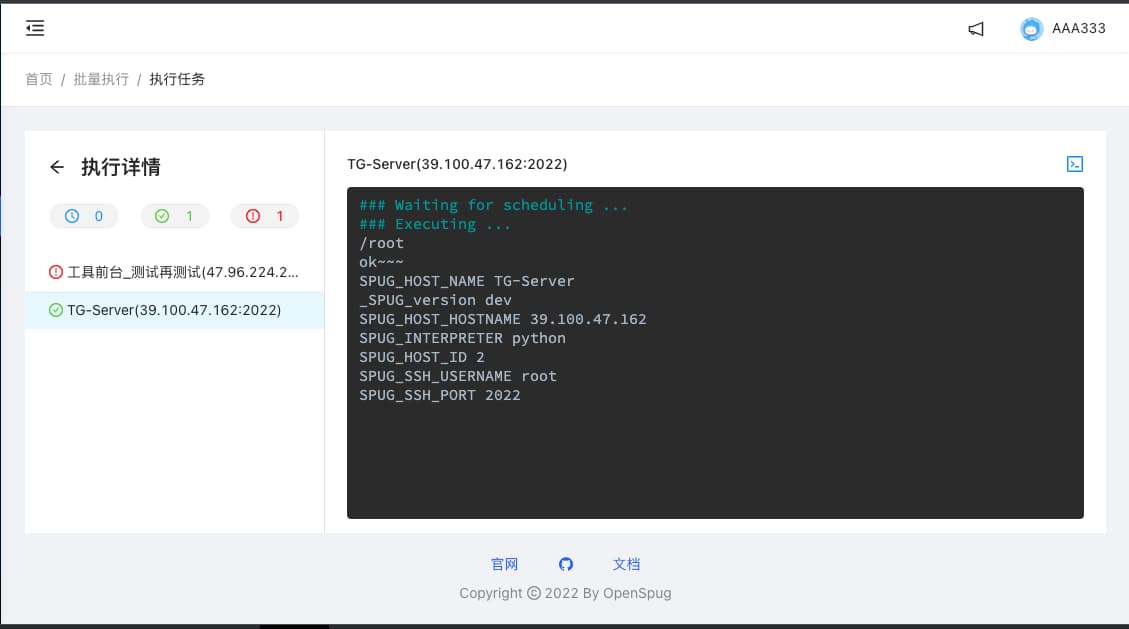 AAA333
首页 / 批量执行 / 执行任务
执行详情
0 1 1
工具前台_测试再测试(47.96.224.2...
TG-Server(39.100.47.162:2022)
TG-Server(39.100.47.162:2022)
### Waiting for scheduling ...
### Executing ...
/root
ok~~~
SPUG_HOST_NAME TG-Server
_SPUG_version dev
SPUG_HOST_HOSTNAME 39.100.47.162
SPUG_INTERPRETER python
SPUG_HOST_ID 2
SPUG_SSH_USERNAME root
SPUG_SSH_PORT 2022
官网 文档
Copyright © 2022 By OpenSpug